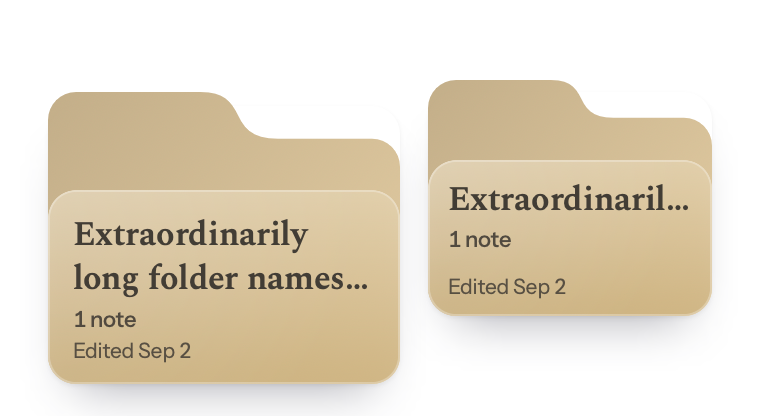 Extraordinarily
long folder names...
1 note
Edited Sep 2
Extraordinaril...
1 note
Edited Sep 2